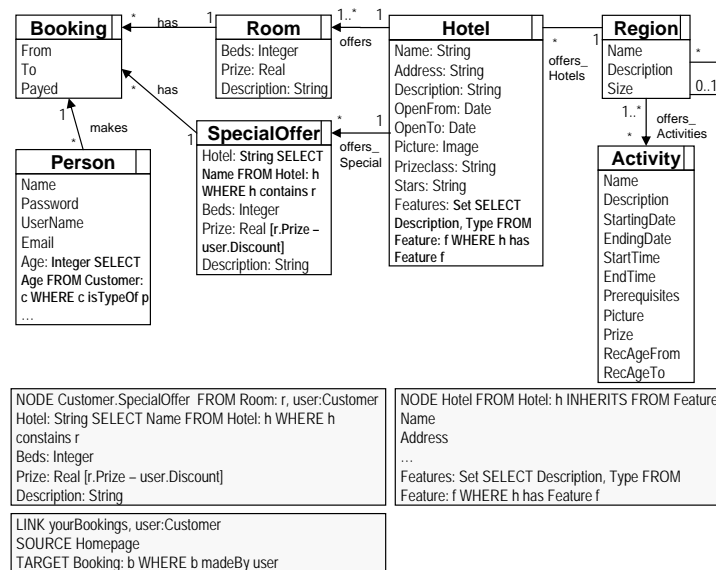 Booking
From
To
Payed
* has 1
Room
Beds: Integer
Prize: Real
Description: String
1..* 1
offers
Hotel
Name: String
Address: String
Description: String
OpenFrom: Date
OpenTo: Date
Picture: Image
Prizeclass: String
Stars: String
Features: Set SELECT
Description, Type FROM
Feature: f WHERE h has
Feature f
* 1
offers_
Hotels
Region
Name
Description
Size
*
0..1
* has 1
SpecialOffer
Hotel: String SELECT
Name FROM Hotel: h
WHERE h contains r
Beds: Integer
Prize: Real [r.Prize –
user.Discount]
Description: String
* 1
offers_
Special
1
makes
*
Person
Name
Password
UserName
Email
Age: Integer SELECT
Age FROM Customer:
c WHERE c isTypeOf p
...
1..*
offers_
* Activities
Activity
Name
Description
StartingDate
EndingDate
StartTime
EndTime
Prerequisites
Picture
Prize
RecAgeFrom
RecAgeTo
NODE Customer.SpecialOffer FROM Room: r, user:Customer
Hotel: String SELECT Name FROM Hotel: h WHERE h
constains r
Beds: Integer
Prize: Real [r.Prize – user.Discount]
Description: String
NODE Hotel FROM Hotel: h INHERITS FROM Feature
Name
Address
...
Features: Set SELECT Description, Type FROM
Feature: f WHERE h has Feature f
LINK yourBookings, user:Customer
SOURCE Homepage
TARGET Booking: b WHERE b madeBy user